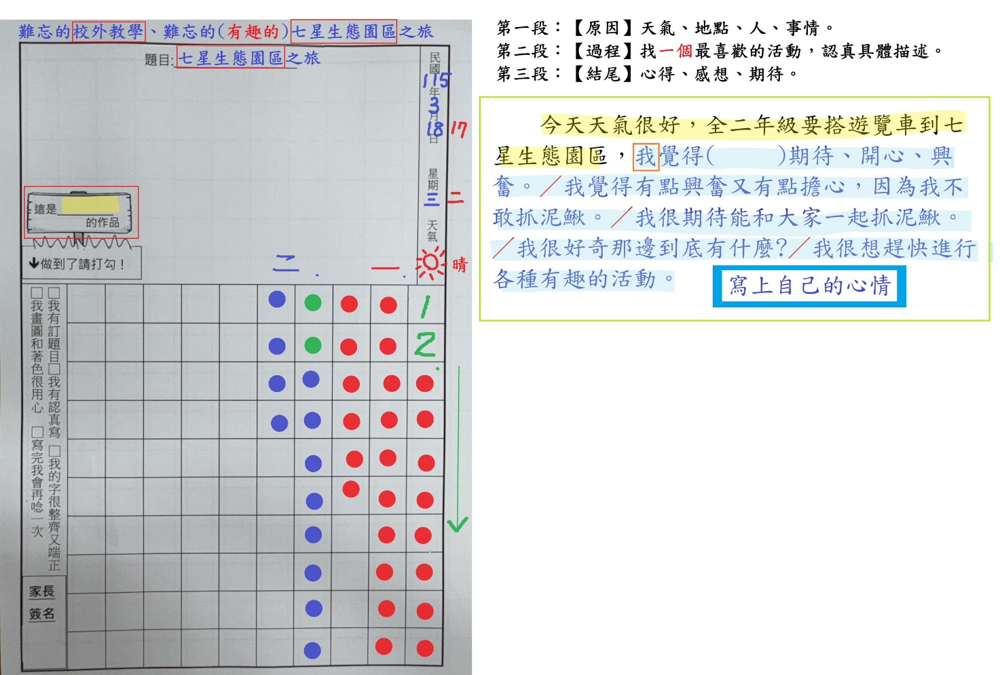 難忘的校外教學、難忘的(有趣的)七星生態園區之旅
題目:七星生態園區之旅
民國115年3月18日 17
星期三 二
天氣 晴
這是
的作品
↓做到了請打勾！
一
二
1
2
□我有訂題目□我有認真寫 □我的字很整齊又端正
□我畫圖和著色很用心 □寫完我會再唸一次
家長
簽名
第一段：【原因】天氣、地點、人、事情。
第二段：【過程】找一個最喜歡的活動，認真具體描述。
第三段：【結尾】心得、感想、期待。
今天天氣很好，全二年級要搭遊覽車到七
星生態園區，我覺得( )期待、開心、興
奮。／我覺得有點興奮又有點擔心，因為我不
敢抓泥鰍。／我很期待能和大家一起抓泥鰍。
／我很好奇那邊到底有什麼?／我很想趕快進行
各種有趣的活動。
寫上自己的心情